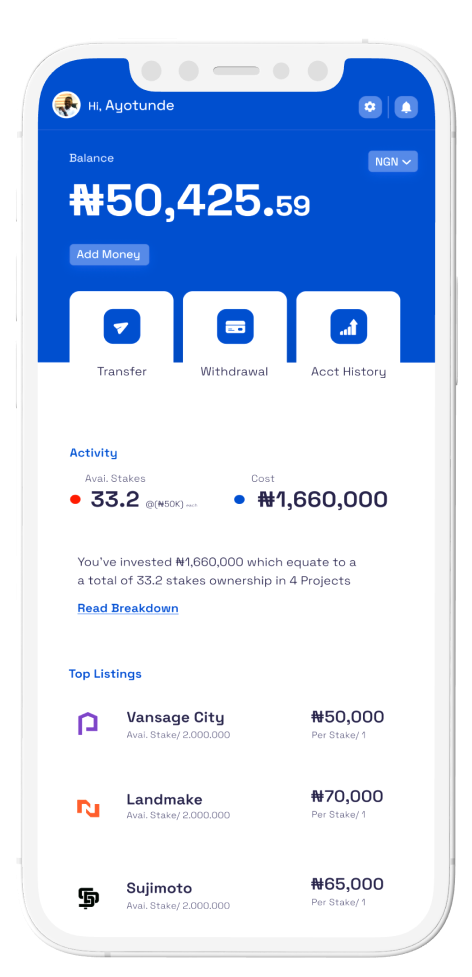 Hi, Ayotunde
Balance
NGN
₦50,425.59
Add Money
Transfer
Withdrawal
Acct History
Activity
Avai. Stakes
Cost
33.2 @(₦50K)
₦1,660,000
You've invested ₦1,660,000 which equate to a
a total of 33.2 stakes ownership in 4 Projects
Read Breakdown
Top Listings
Vansage City
₦50,000
Avai. Stake/ 2.000.000
Per Stake/ 1
Landmake
₦70,000
Avai. Stake/ 2.000.000
Per Stake/ 1
Sujimoto
₦65,000
Avai. Stake/ 2.000.000
Per Stake/ 1